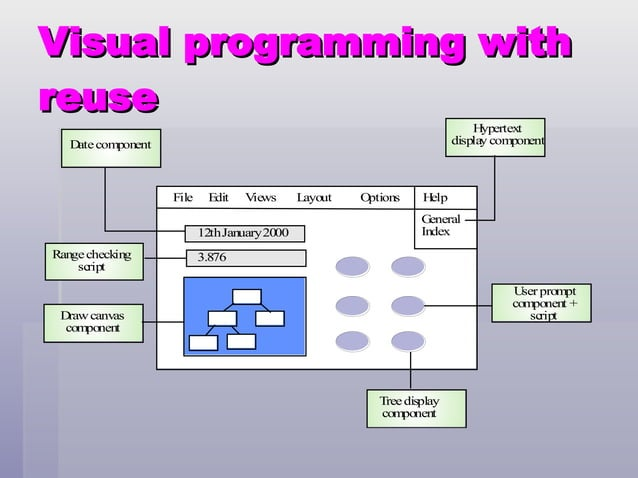 Visual programming with
reuse
Hypertext
display component
Date component
File Edit Views Layout Options Help
General
Index
12th January 2000
3.876
Range checking
script
User prompt
component +
script
Draw canvas
component
Tree display
component